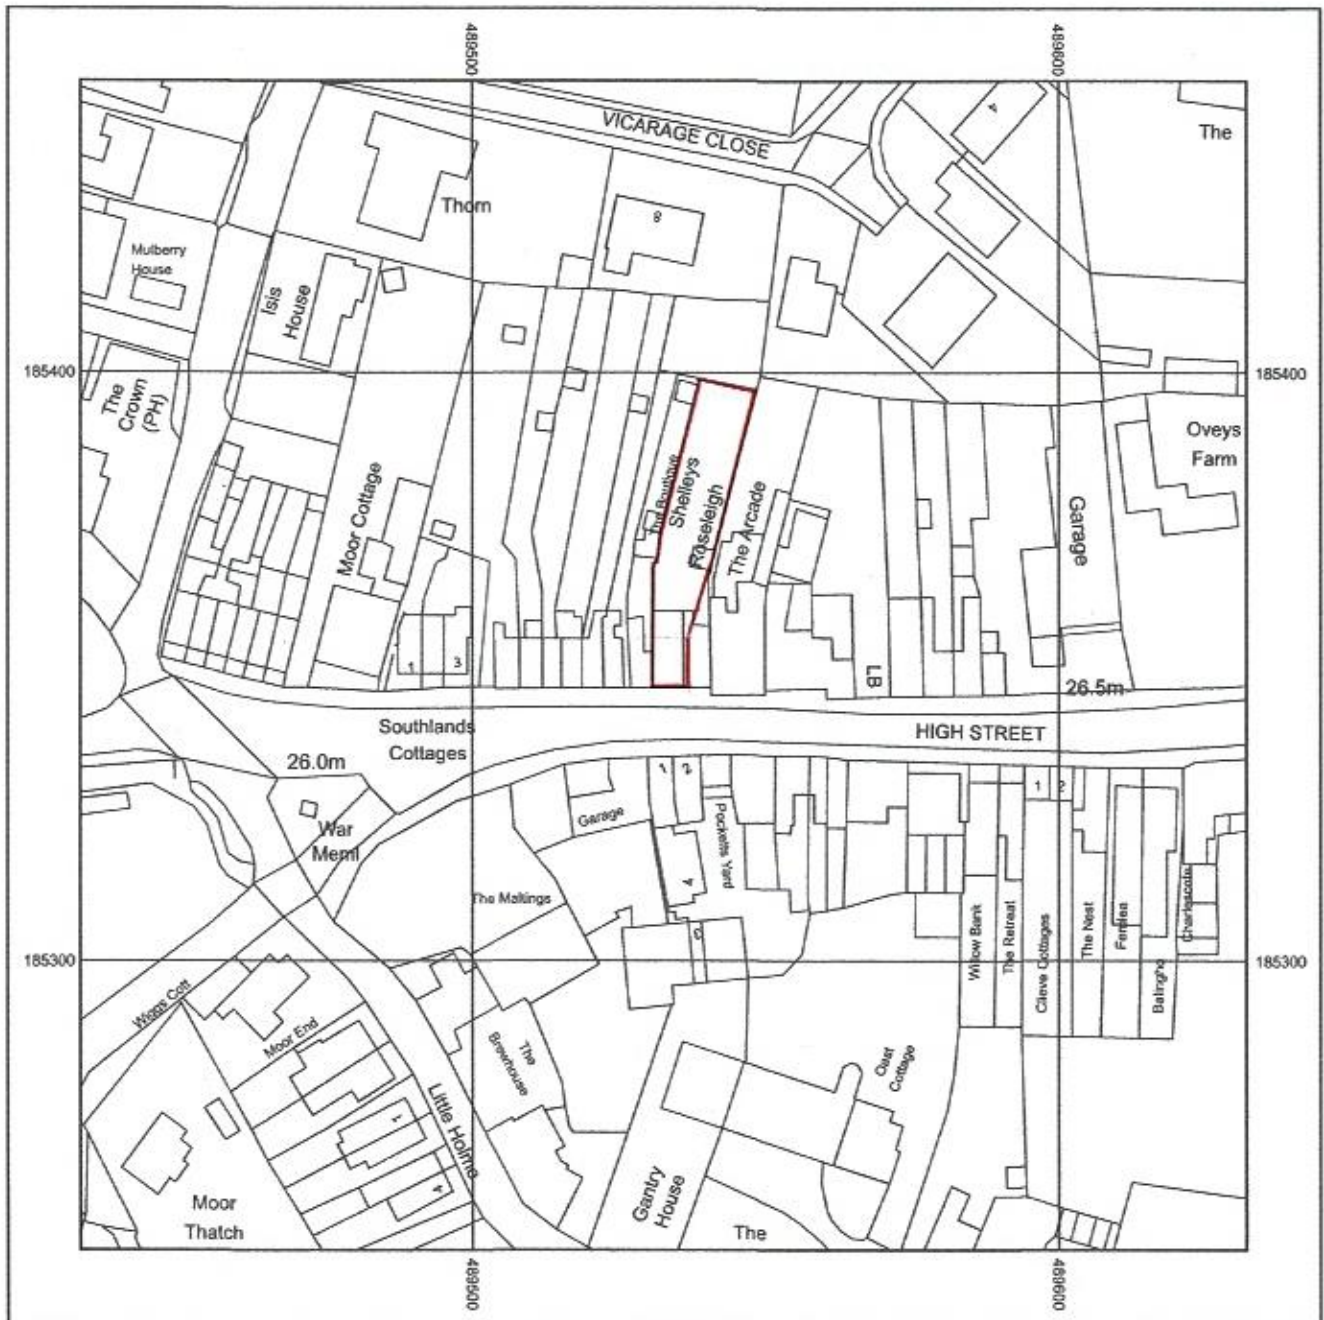 489500
489600
VICARAGE CLOSE
4
The
Thorn
8
Mulberry
House
Isis
House
185400
185400
The
Crown
(PH)
Oveys
Farm
Moor Cottage
Shelleys
Roseleigh
The Arcade
Garage
1
3
LB
26.5m
Southlands
Cottages
HIGH STREET
26.0m
1
2
1
2
War
Meml
Garage
Pocketts Yard
4
The Maltings
Willow Bank
The Retreat
Cileve Cottages
The Nest
Fernlea
Charlescote
185300
185300
Balingho
Wiggs Cott
Moor End
The
Brewhouse
Oast
Cottage
1
Little Holme
4
Moor
Thatch
Gantry
House
The
489500
489600